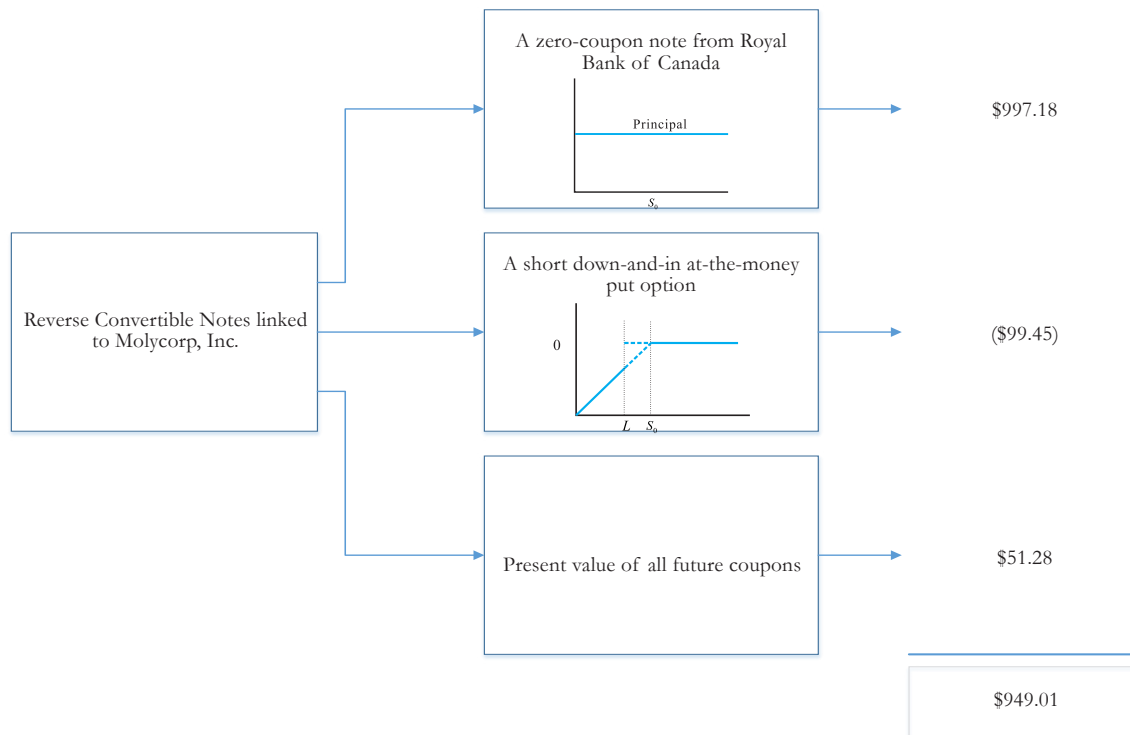 A zero-coupon note from Royal
Bank of Canada
Principal
S₀
$997.18
Reverse Convertible Notes linked
to Molycorp, Inc.
A short down-and-in at-the-money
put option
0
L S₀
($99.45)
Present value of all future coupons
$51.28
$949.01